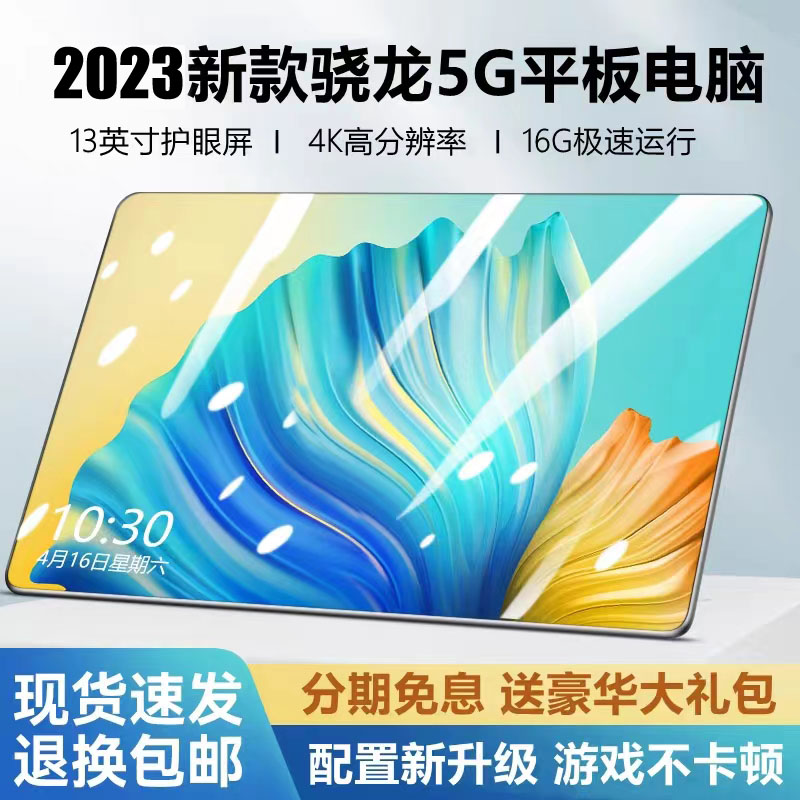 2023新款骁龙5G平板电脑
13英寸护眼屏 | 4K高分辨率 | 16G极速运行
10:30
4月16日星期六
现货速发
退换包邮
分期免息 送豪华大礼包
配置新升级 游戏不卡顿